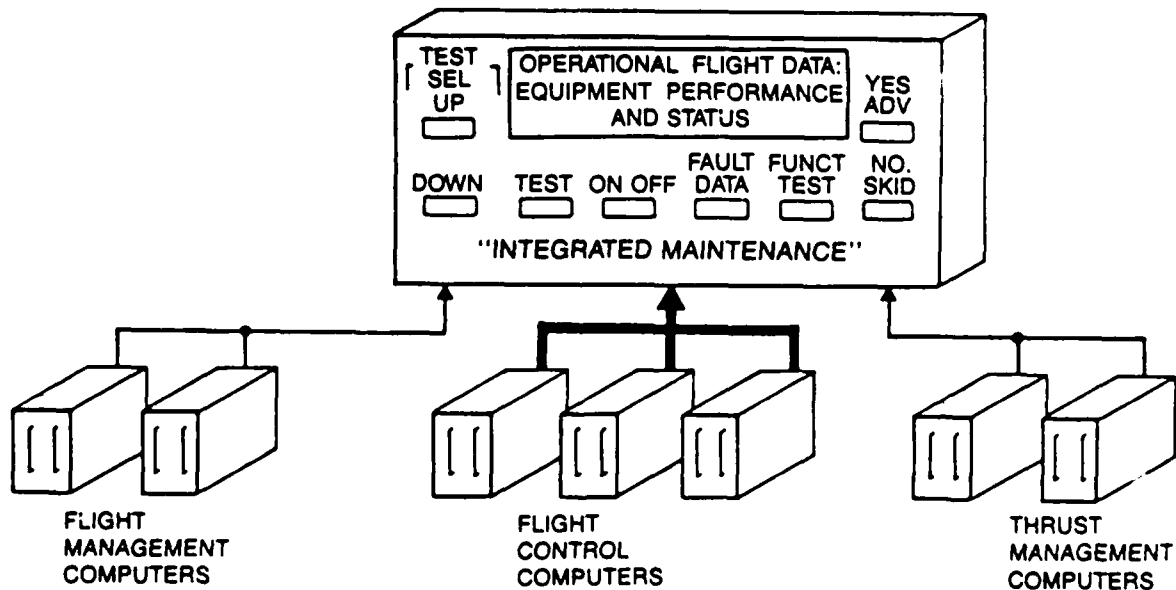 TEST
SEL
UP
OPERATIONAL FLIGHT DATA:
EQUIPMENT PERFORMANCE
AND STATUS
YES
ADV
DOWN
TEST
ON OFF
FAULT
DATA
FUNCT
TEST
NO.
SKID
"INTEGRATED MAINTENANCE"
FLIGHT
MANAGEMENT
COMPUTERS
FLIGHT
CONTROL
COMPUTERS
THRUST
MANAGEMENT
COMPUTERS